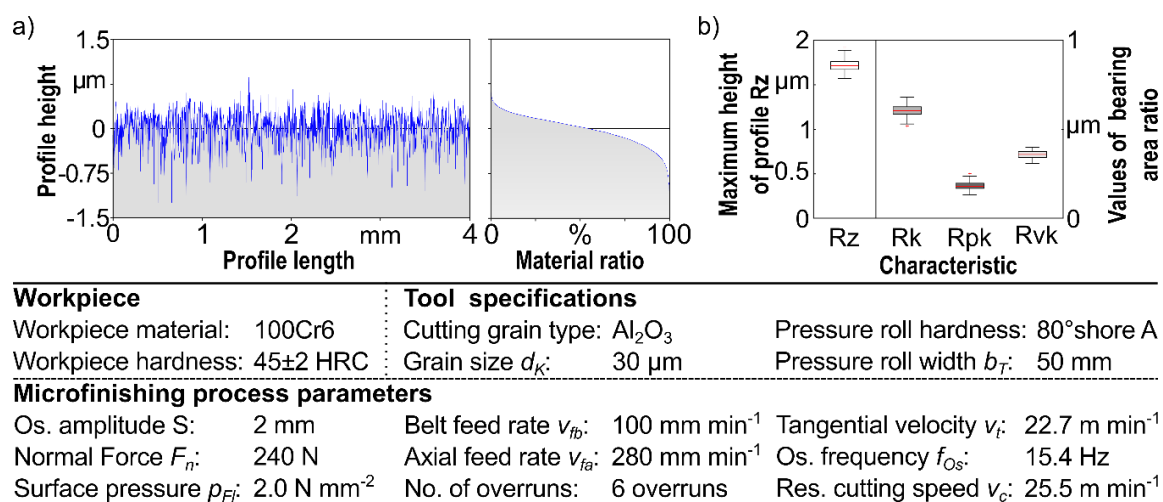 a)
1.5
µm
0
-0.75
-1.5
Profile height
0 1 2 mm 4
Profile length
0 % 100
Material ratio
b)
2
µm
1
0.5
0
Maximum height
of profile Rz
1
µm
0
Values of bearing
area ratio
Rz Rk Rpk Rvk
Characteristic
Workpiece
Workpiece material: 100Cr6
Workpiece hardness: 45±2 HRC
Tool specifications
Cutting grain type: Al₂O₃
Grain size dK: 30 µm
Pressure roll hardness: 80°shore A
Pressure roll width bT: 50 mm
Microfinishing process parameters
Os. amplitude S: 2 mm
Normal Force Fn: 240 N
Surface pressure pFl: 2.0 N mm⁻²
Belt feed rate vfb: 100 mm min⁻¹
Axial feed rate vfa: 280 mm min⁻¹
No. of overruns: 6 overruns
Tangential velocity vt: 22.7 m min⁻¹
Os. frequency fOs: 15.4 Hz
Res. cutting speed vc: 25.5 m min⁻¹